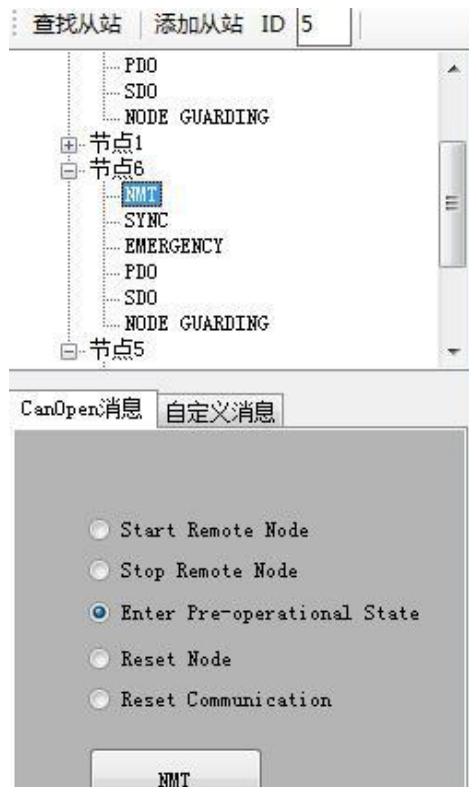 查找从站 添加从站 ID 5
PDO
SDO
NODE GUARDING
节点1
节点6
NMT
SYNC
EMERGENCY
PDO
SDO
NODE GUARDING
节点5
CanOpen消息 自定义消息
Start Remote Node
Stop Remote Node
Enter Pre-operational State
Reset Node
Reset Communication
NMT